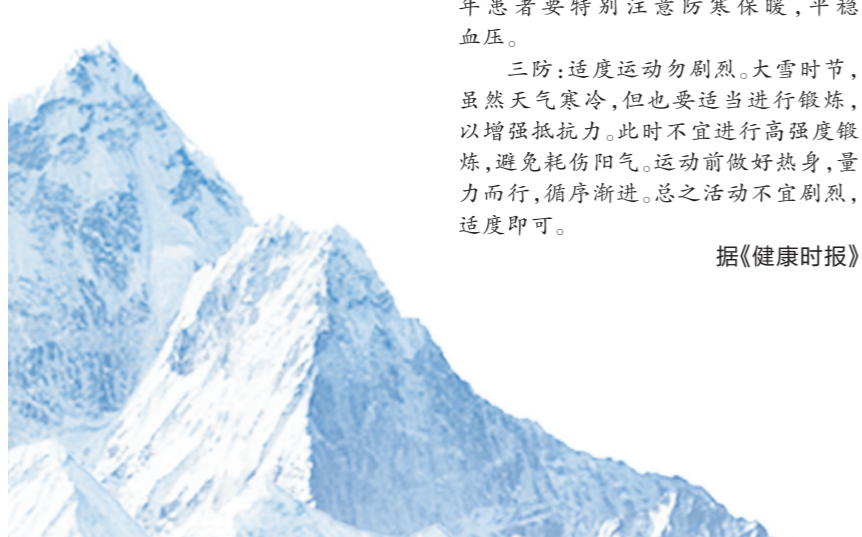 年患者要特别注意防寒保暖,平稳
血压。
三防:适度运动勿剧烈。大雪时节,
虽然天气寒冷,但也要适当进行锻炼,
以增强抵抗力。此时不宜进行高强度锻
炼,避免耗伤阳气。运动前做好热身,量
力而行,循序渐进。总之活动不宜剧烈,
适度即可。
据《健康时报》